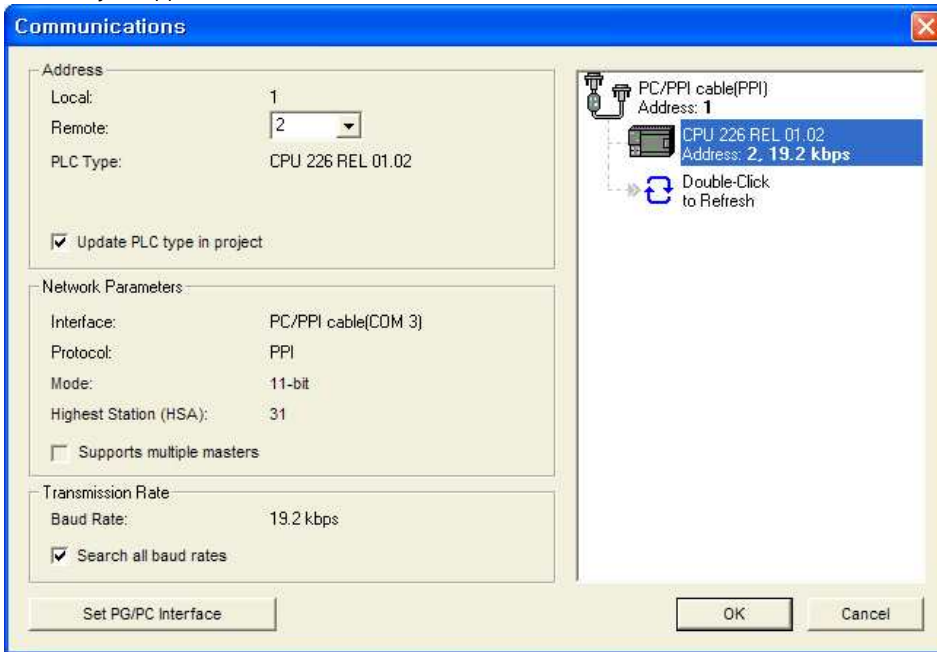 Communications
Address
Local: 1
Remote: 2
PLC Type: CPU 226 REL 01.02
Update PLC type in project
Network Parameters
Interface: PC/PPI cable(COM 3)
Protocol: PPI
Mode: 11-bit
Highest Station (HSA): 31
Supports multiple masters
Transmission Rate
Baud Rate: 19.2 kbps
Search all baud rates
Set PG/PC Interface
PC/PPI cable(PPI)
Address: 1
CPU 226 REL 01.02
Address: 2, 19.2 kbps
Double-Click
to Refresh
OK
Cancel